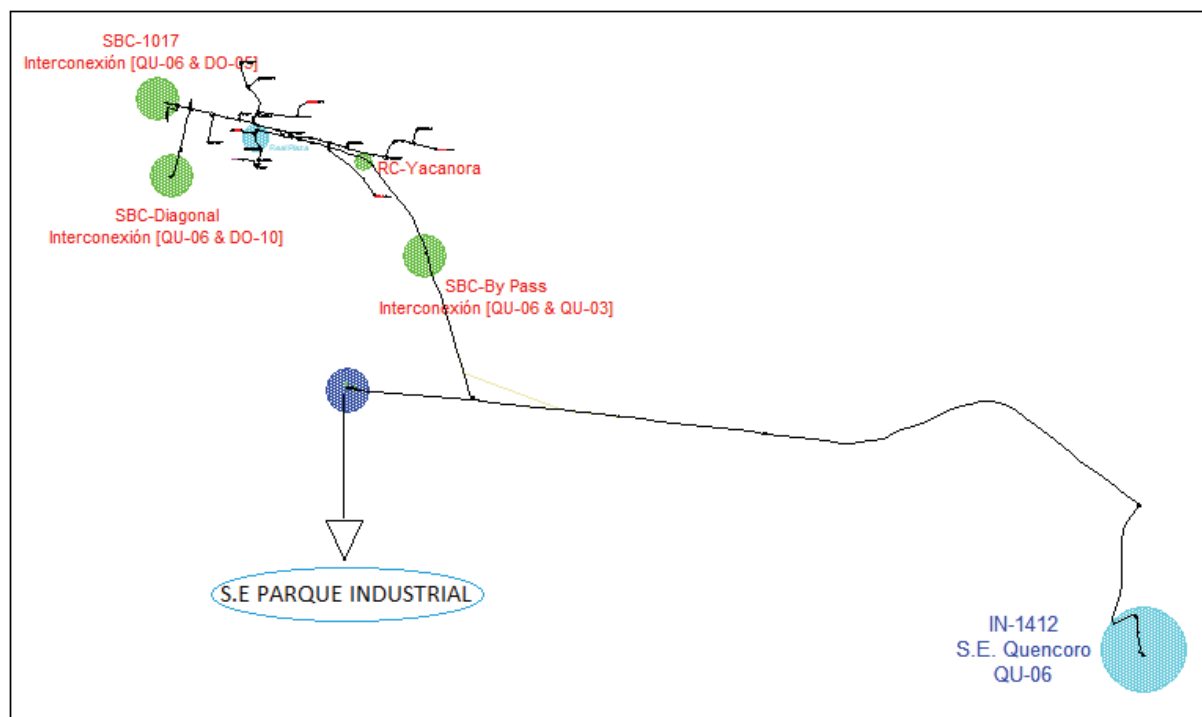 SBC-1017
Interconexión [QU-06 & DO-05]
RealPlaza
RC-Yacanora
SBC-Diagonal
Interconexión [QU-06 & DO-10]
SBC-By Pass
Interconexión [QU-06 & QU-03]
S.E PARQUE INDUSTRIAL
IN-1412
S.E. Quencoro
QU-06